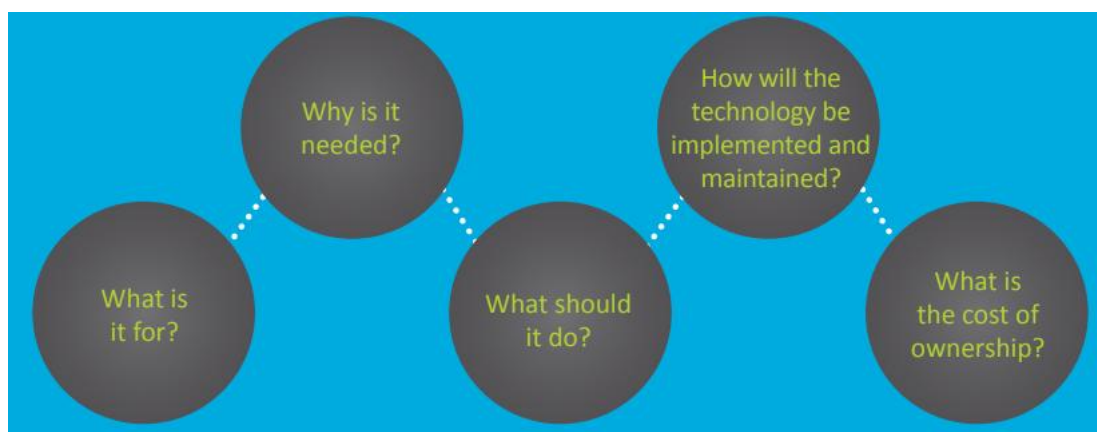 What is
it for?
Why is it
needed?
What should
it do?
How will the
technology be
implemented and
maintained?
What is
the cost of
ownership?